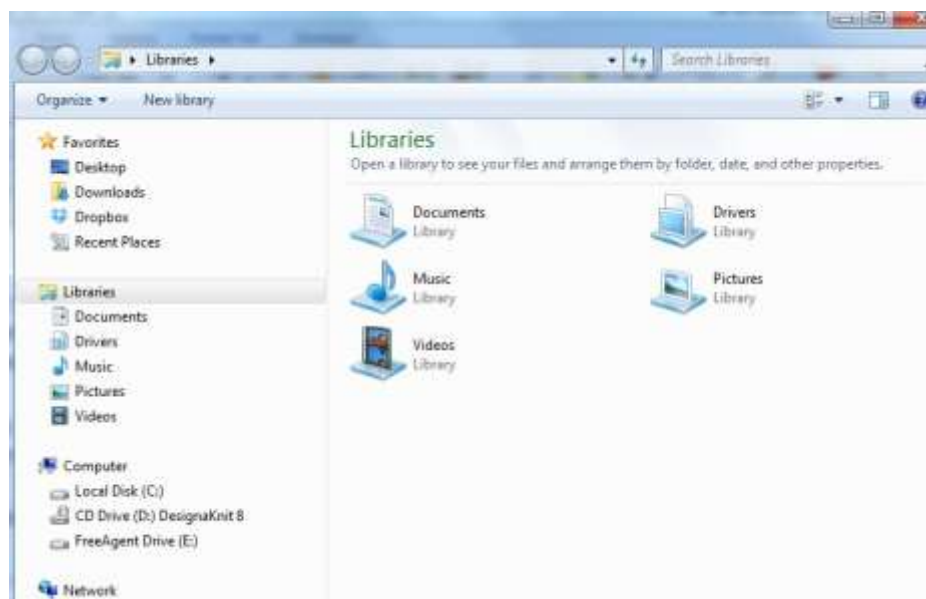 Libraries
Search Libraries
Organize
New library
Favorites
Desktop
Downloads
Dropbox
Recent Places
Libraries
Documents
Drivers
Music
Pictures
Videos
Computer
Local Disk (C:)
CD Drive (D:) DesignaKnit 8
FreeAgent Drive (E:)
Network
Libraries
Open a library to see your files and arrange them by folder, date, and other properties.
Documents
Library
Drivers
Library
Music
Library
Pictures
Library
Videos
Library